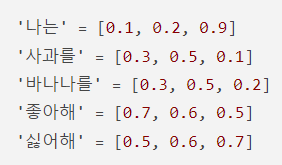 '나는' = [0.1, 0.2, 0.9]
'사과를' = [0.3, 0.5, 0.1]
'바나나를' = [0.3, 0.5, 0.2]
'좋아해' = [0.7, 0.6, 0.5]
'싫어해' = [0.5, 0.6, 0.7]